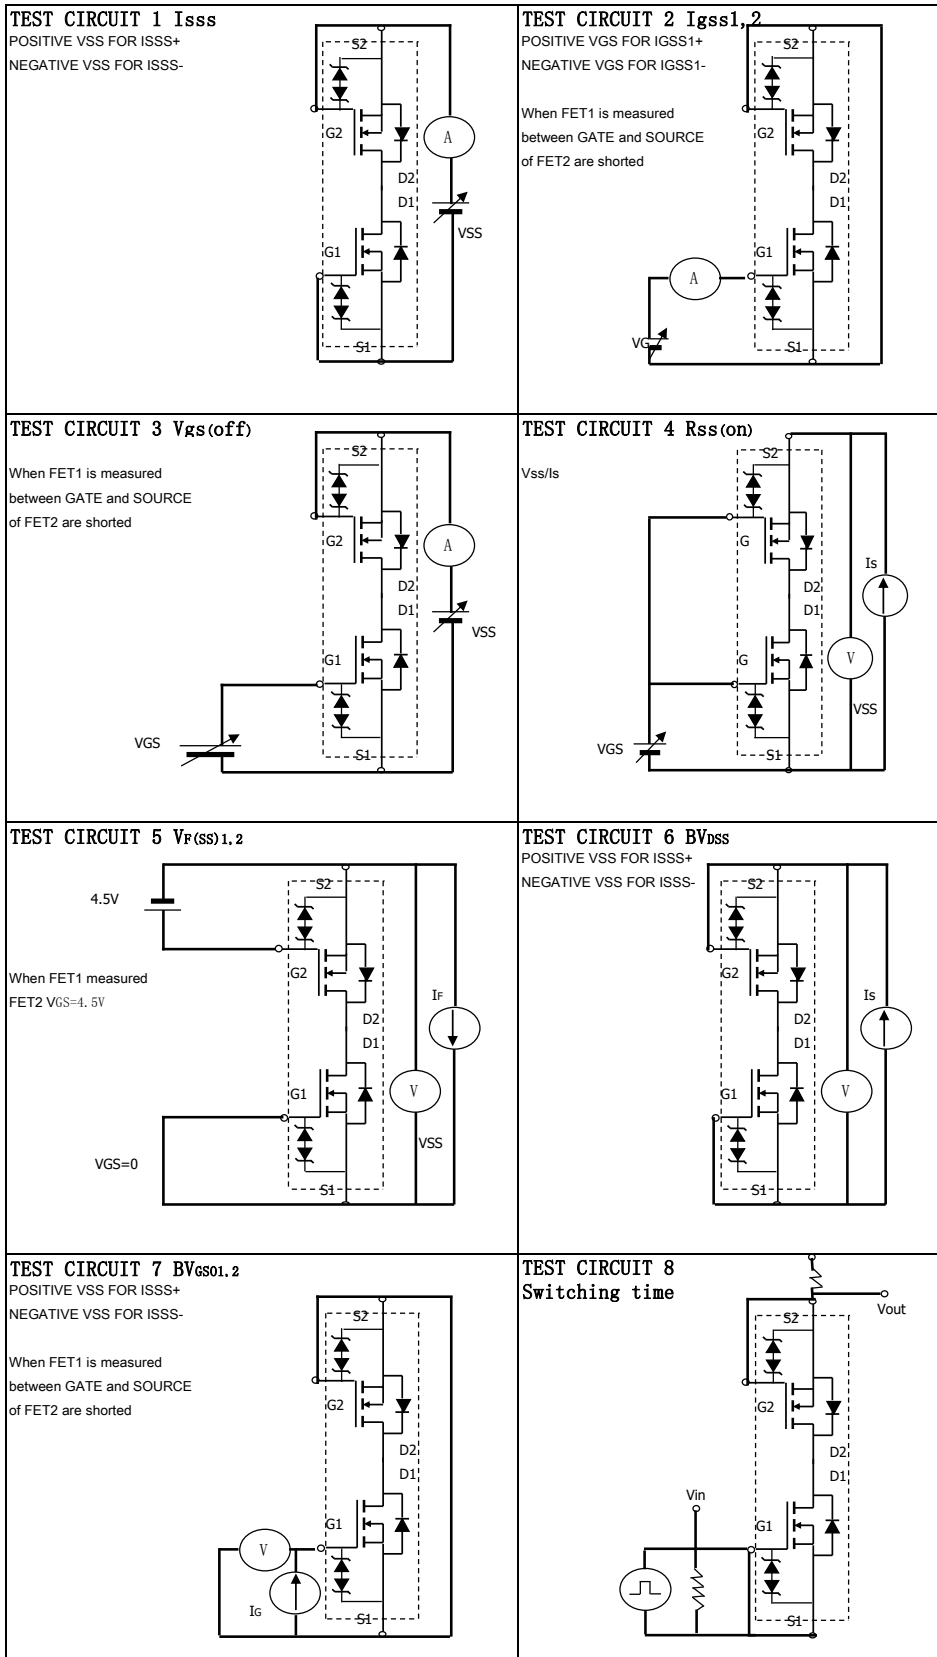 TEST CIRCUIT 1 Isss
POSITIVE VSS FOR ISSS+
NEGATIVE VSS FOR ISSS-
S2
G2
A
D2
D1
VSS
G1
S1
TEST CIRCUIT 2 Igss1,2
POSITIVE VGS FOR IGSS1+
NEGATIVE VGS FOR IGSS1-
When FET1 is measured
between GATE and SOURCE
of FET2 are shorted
S2
G2
D2
D1
G1
A
VG
S1
TEST CIRCUIT 3 Vgs(off)
When FET1 is measured
between GATE and SOURCE
of FET2 are shorted
S2
G2
A
D2
D1
VSS
G1
VGS
S1
TEST CIRCUIT 4 Rss(on)
Vss/Is
S2
G
Is
D2
D1
G
V
VSS
VGS
S1
TEST CIRCUIT 5 VF(SS)1,2
4.5V
When FET1 measured
FET2 VGS=4.5V
S2
G2
IF
D2
D1
G1
V
VSS
VGS=0
S1
TEST CIRCUIT 6 BVDSS
POSITIVE VSS FOR ISSS+
NEGATIVE VSS FOR ISSS-
S2
G2
Is
D2
D1
G1
V
S1
TEST CIRCUIT 7 BVGSO1,2
POSITIVE VSS FOR ISSS+
NEGATIVE VSS FOR ISSS-
When FET1 is measured
between GATE and SOURCE
of FET2 are shorted
S2
G2
D2
D1
G1
V
IG
S1
TEST CIRCUIT 8
Switching time
Vout
S2
G2
D2
D1
Vin
G1
S1